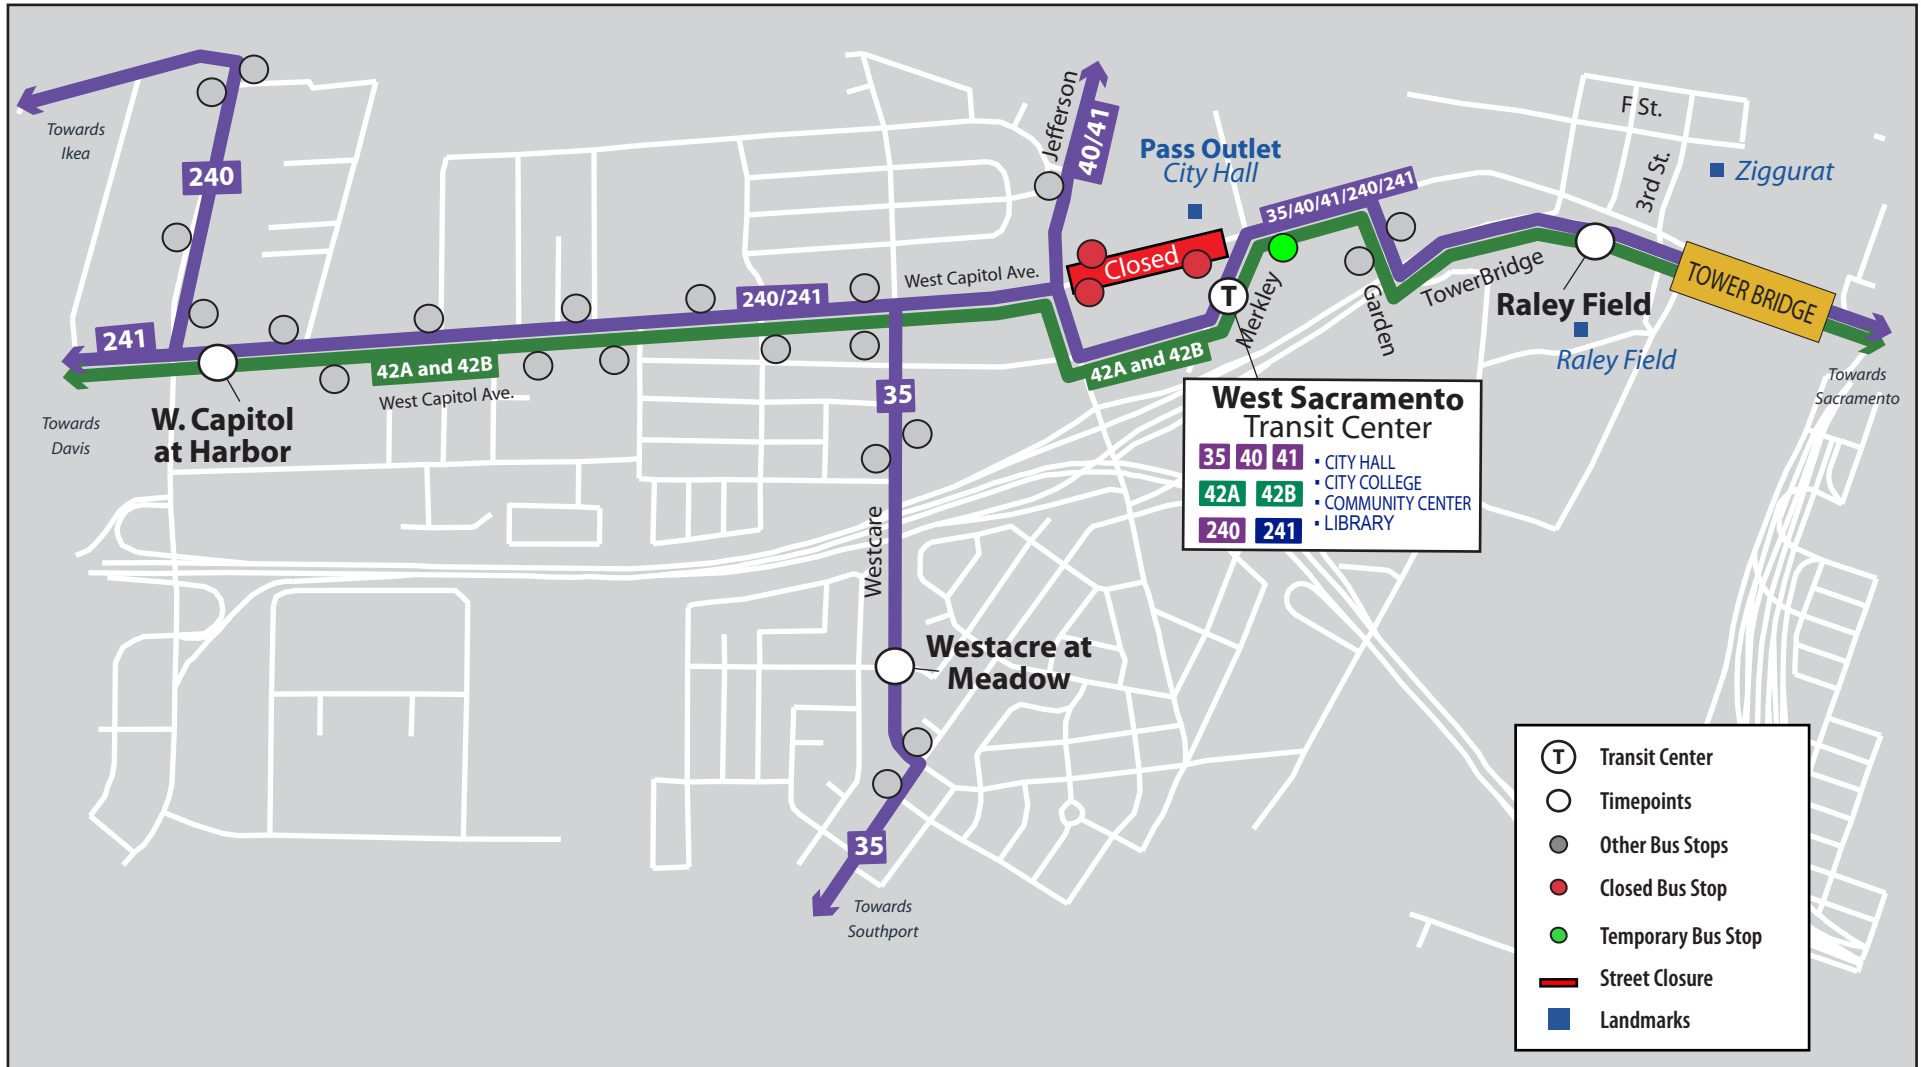 Towards
Ikea
240
241
Towards
Davis
W. Capitol
at Harbor
42A and 42B
West Capitol Ave.
240/241
West Capitol Ave.
Jefferson
40/41
Pass Outlet
City Hall
Closed
35/40/41/240/241
T
Merkley
42A and 42B
Garden
TowerBridge
F St.
3rd St.
Ziggurat
Raley Field
Raley Field
TOWER BRIDGE
Towards
Sacramento
West Sacramento
Transit Center
35 40 41
42A 42B
240 241
▪ CITY HALL
▪ CITY COLLEGE
▪ COMMUNITY CENTER
▪ LIBRARY
35
Westcare
Westacre at
Meadow
35
Towards
Southport
T Transit Center
Timepoints
Other Bus Stops
Closed Bus Stop
Temporary Bus Stop
Street Closure
Landmarks